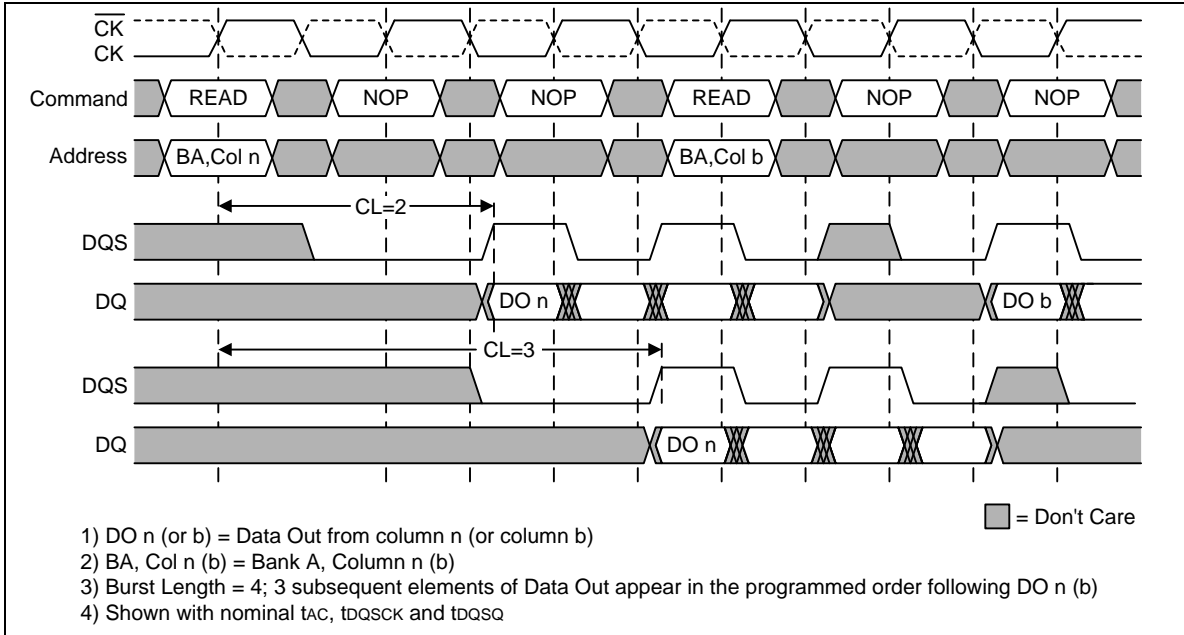 CK
CK
Command READ NOP NOP READ NOP NOP
Address BA,Col n BA,Col b
CL=2
DQS
DQ DO n DO b
CL=3
DQS
DQ DO n
= Don't Care
1) DO n (or b) = Data Out from column n (or column b)
2) BA, Col n (b) = Bank A, Column n (b)
3) Burst Length = 4; 3 subsequent elements of Data Out appear in the programmed order following DO n (b)
4) Shown with nominal tAC, tDQSCK and tDQSQ